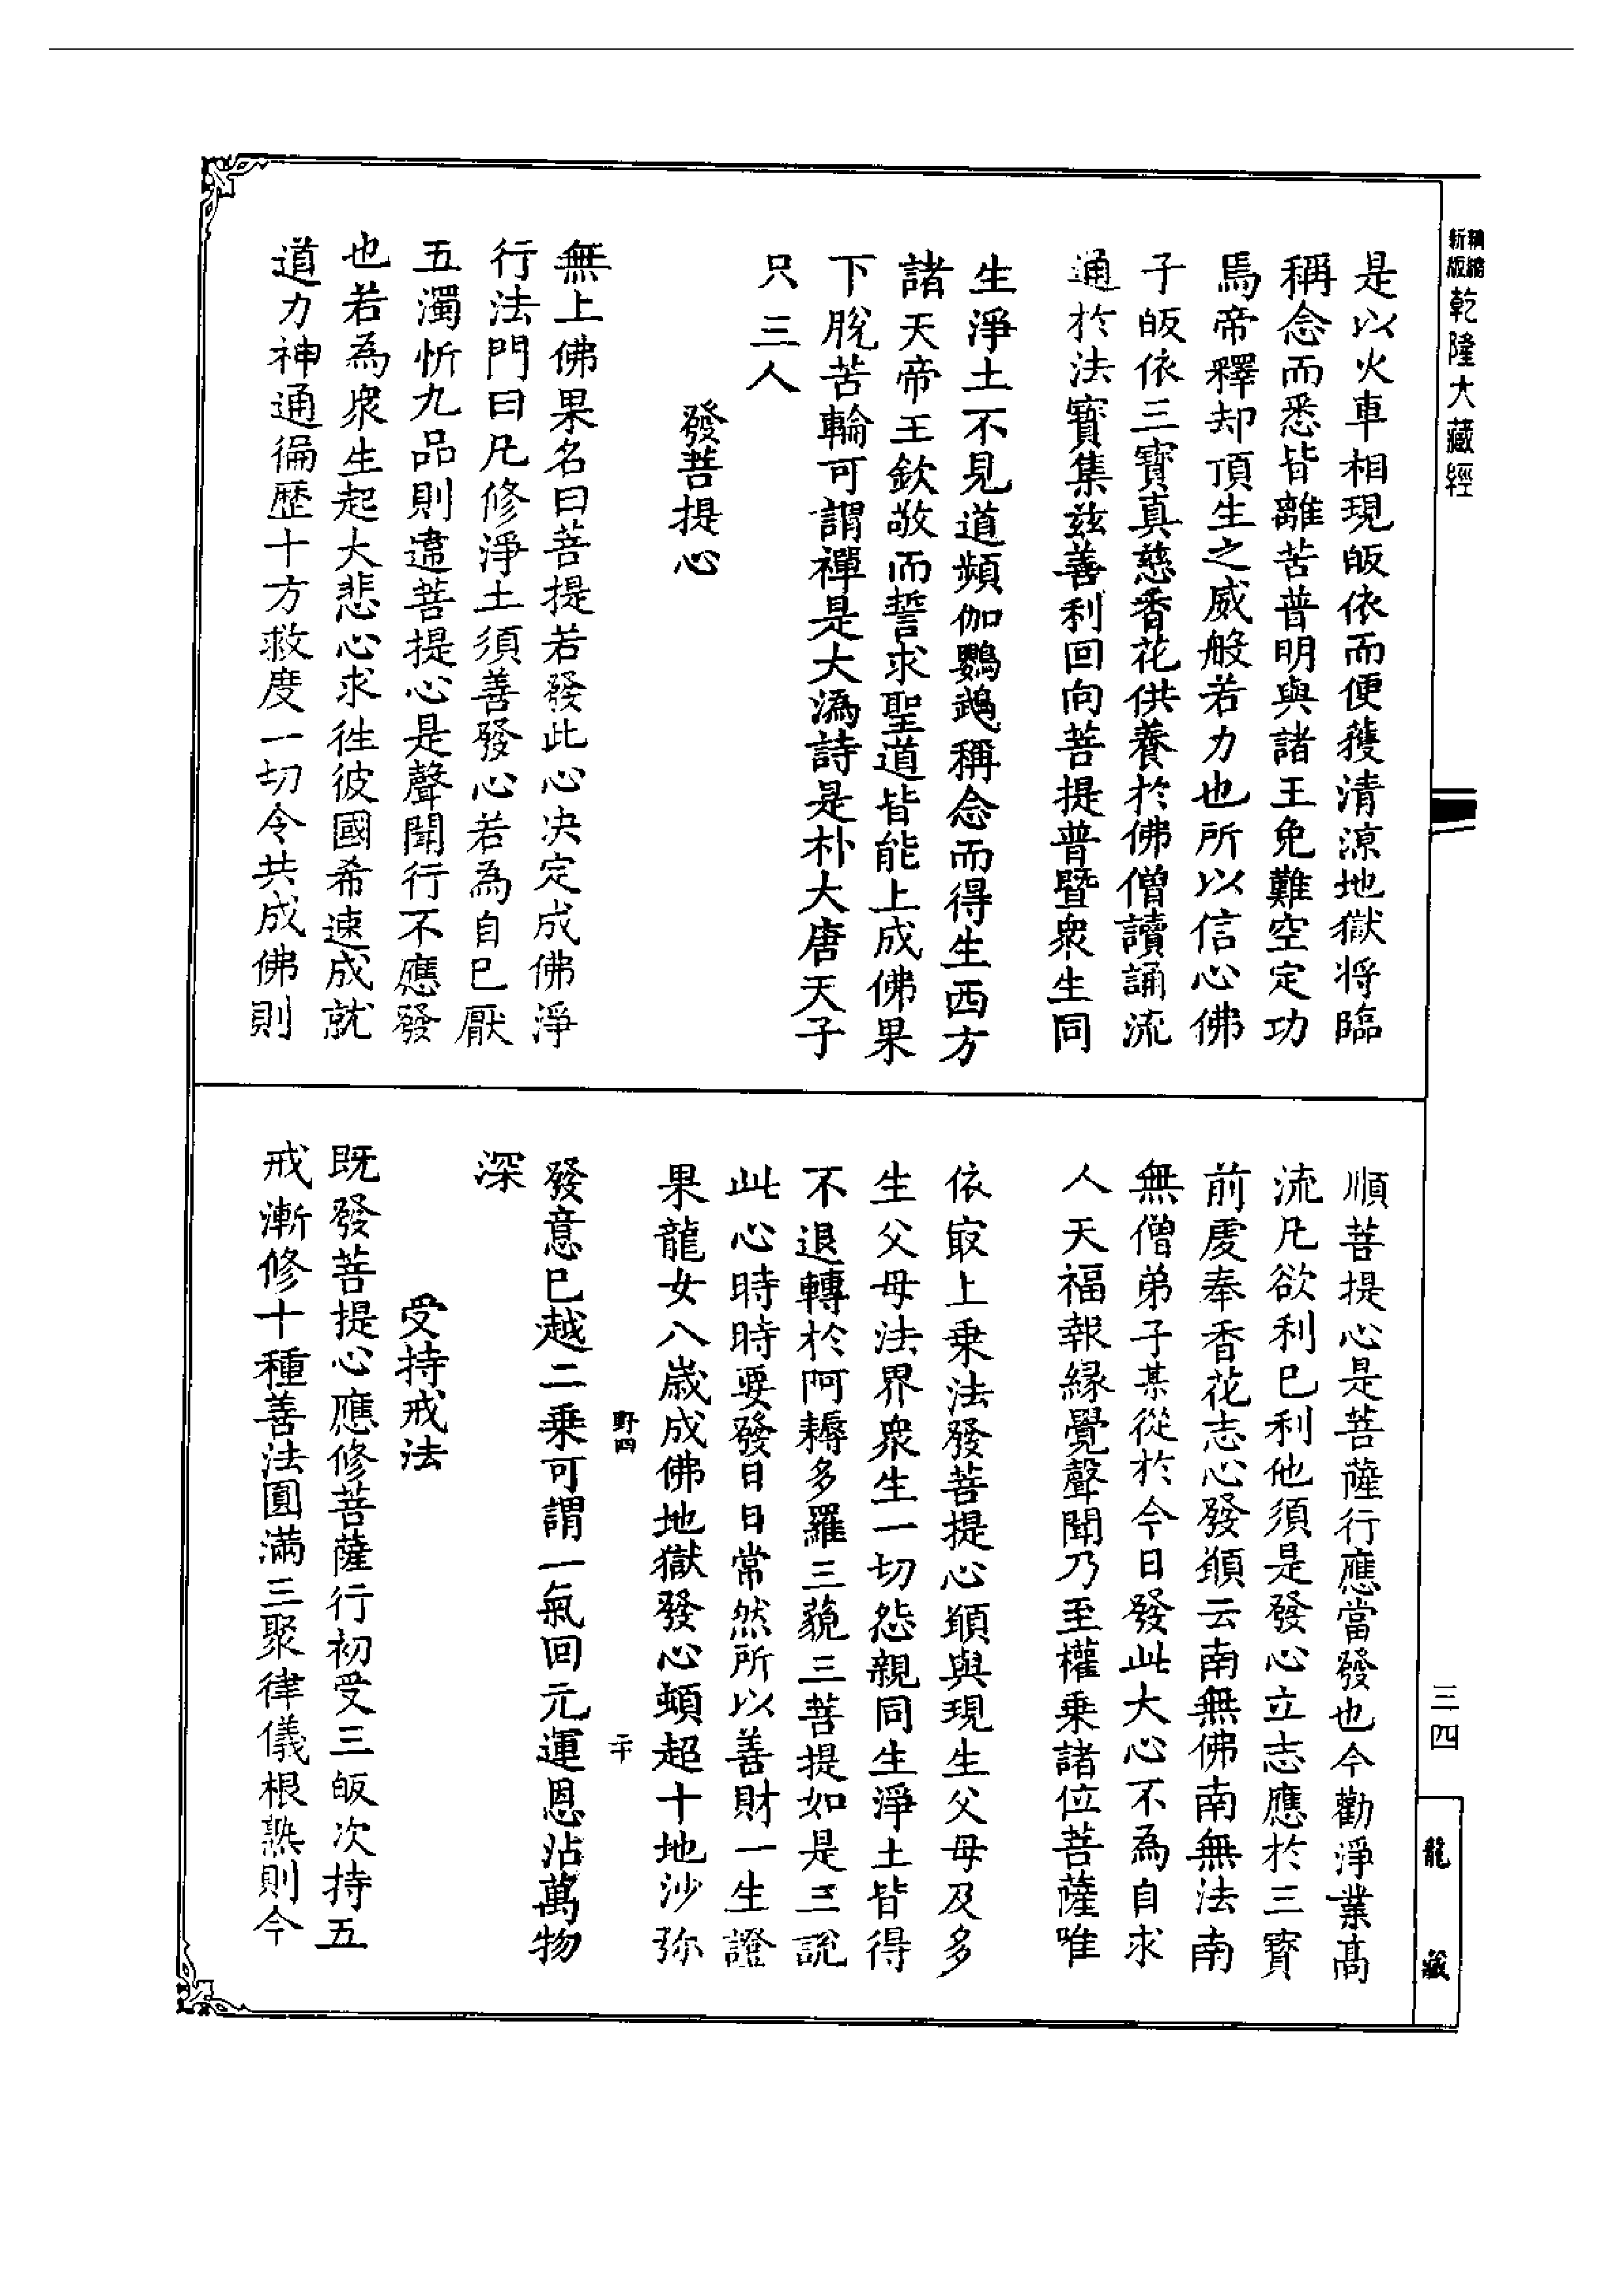 新版精縮乾隆大藏經
是以火車相現皈依而便獲清涼地獄將臨
稱念而悉皆離苦普明與諸王免難空定功
馬帝釋却頂生之威般若力也所以信心佛
子皈依三寶真慈香花供養於佛僧讀誦流
通於法寶集兹善利回向菩提普暨衆生同
生淨土不見道頻伽鸚鵡稱念而得生西方
諸天帝王欽敬而誓求聖道皆能上成佛果
下脫苦輪可謂禪是大溈詩是朴大唐天子
只三人
發菩提心
無上佛果名曰菩提若發此心決定成佛淨
行法門曰凡修淨土須善發心若為自己厭
五濁忻九品則違菩提心是聲聞行不應發
也若為衆生起大悲心求徃彼國希速成就
道力神通徧歷十方救度一切令共成佛則
順菩提心是菩薩行應當發也今勸淨業高
流凡欲利巳利他須是發心立志應於三寶
前虔奉香花志心發願云南無佛南無法南
無僧弟子某從於今日發此大心不為自求
人天福報緣覺聲聞乃至權乗諸位菩薩唯
依㝡上乗法發菩提心願與現生父母及多
生父母法界衆生一切怨親同生淨土皆得
不退轉於阿耨多羅三藐三菩提如是三說
此心時時要發日日常然所以善財一生證
果龍女八歲成佛地獄發心頓超十地沙弥
野四 二十
發意巳越二乗可謂一氣回元運恩沾萬物
深
受持戒法
既發菩提心應修菩薩行初受三皈次持五
戒漸修十種善法圓滿三聚律儀根熟則今
三四
龍藏